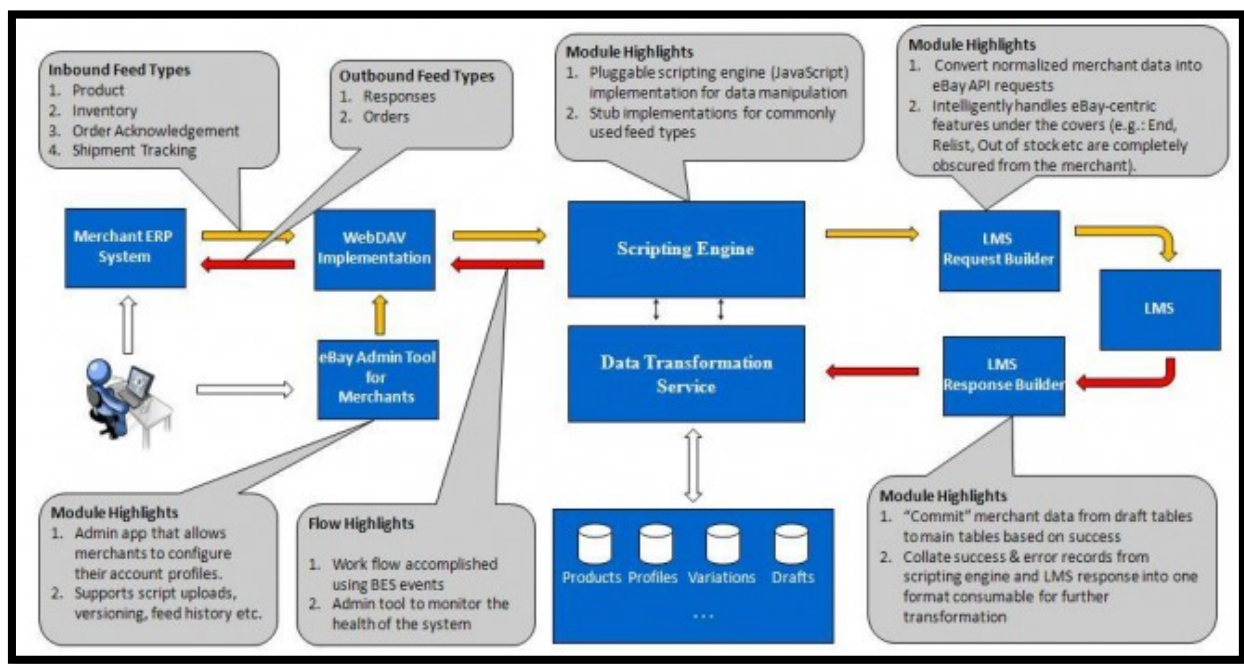 Inbound Feed Types
1. Product
2. Inventory
3. Order Acknowledgement
4. Shipment Tracking
Outbound Feed Types
1. Responses
2. Orders
Module Highlights
1. Pluggable scripting engine (JavaScript)
implementation for data manipulation
2. Stub implementations for commonly
used feed types
Module Highlights
1. Convert normalized merchant data into
eBay API requests
2. Intelligently handles eBay-centric
features under the covers (e.g.: End,
Relist, Out of stock etc are completely
obscured from the merchant).
Merchant ERP
System
WebDAV
Implementation
Scripting Engine
LMS
Request Builder
LMS
eBay Admin Tool
for
Merchants
Data Transformation
Service
LMS
Response Builder
Module Highlights
1. Admin app that allows
merchants to configure
their account profiles.
2. Supports script uploads,
versioning, feed history etc.
Flow Highlights
1. Work flow accomplished
using BES events
2. Admin tool to monitor the
health of the system
Products Profiles Variations Drafts
...
Module Highlights
1. “Commit” merchant data from draft tables
to main tables based on success
2. Collate success & error records from
scripting engine and LMS response into one
format consumable for further
transformation